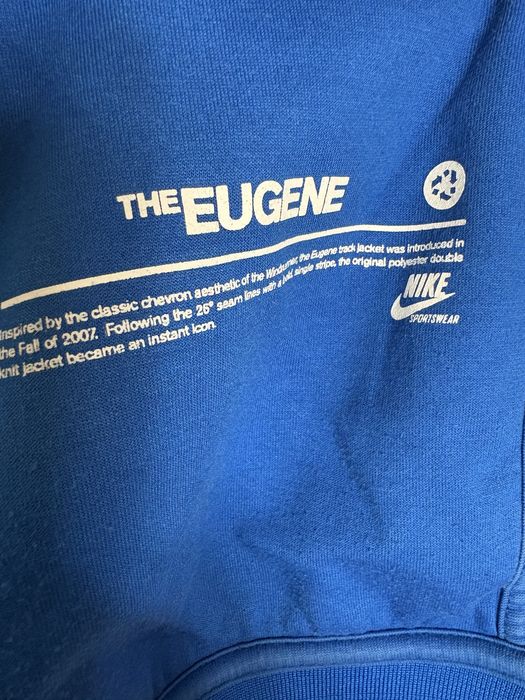 THE EUGENE
Inspired by the classic chevron aesthetic of the Windrunner, the Eugene track jacket was introduced in
the Fall of 2007. Following the 26° seam lines with a bold, single stripe, the original polyester double
knit jacket became an instant icon.
NIKE
SPORTSWEAR